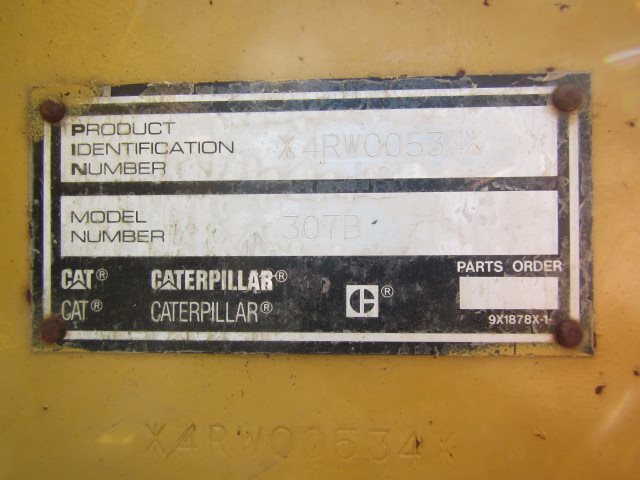 PRODUCT
IDENTIFICATION
NUMBER
*4RW00534*
MODEL
NUMBER
307B
CAT® CATERPILLAR®
CAT® CATERPILLAR® C®
PARTS ORDER
9X1878X-1
*4RW00534*